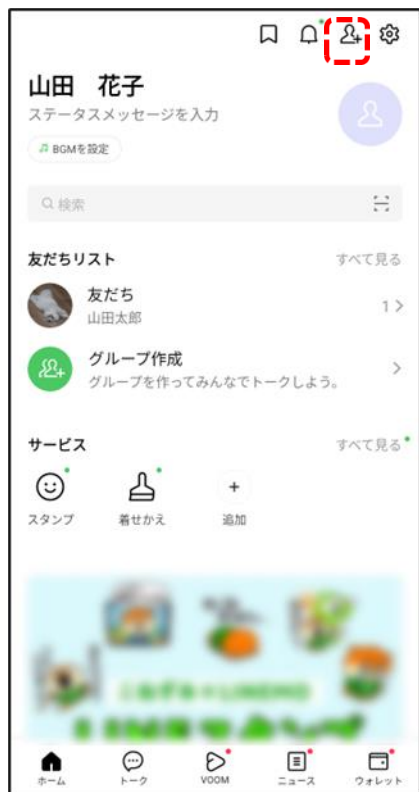 山田　花子
ステータスメッセージを入力
BGMを設定
検索
友だちリスト
すべて見る
友だち
山田太郎
1
グループ作成
グループを作ってみんなでトークしよう。
サービス
すべて見る
スタンプ
着せかえ
追加
ホーム
トーク
VOOM
ニュース
ウォレット